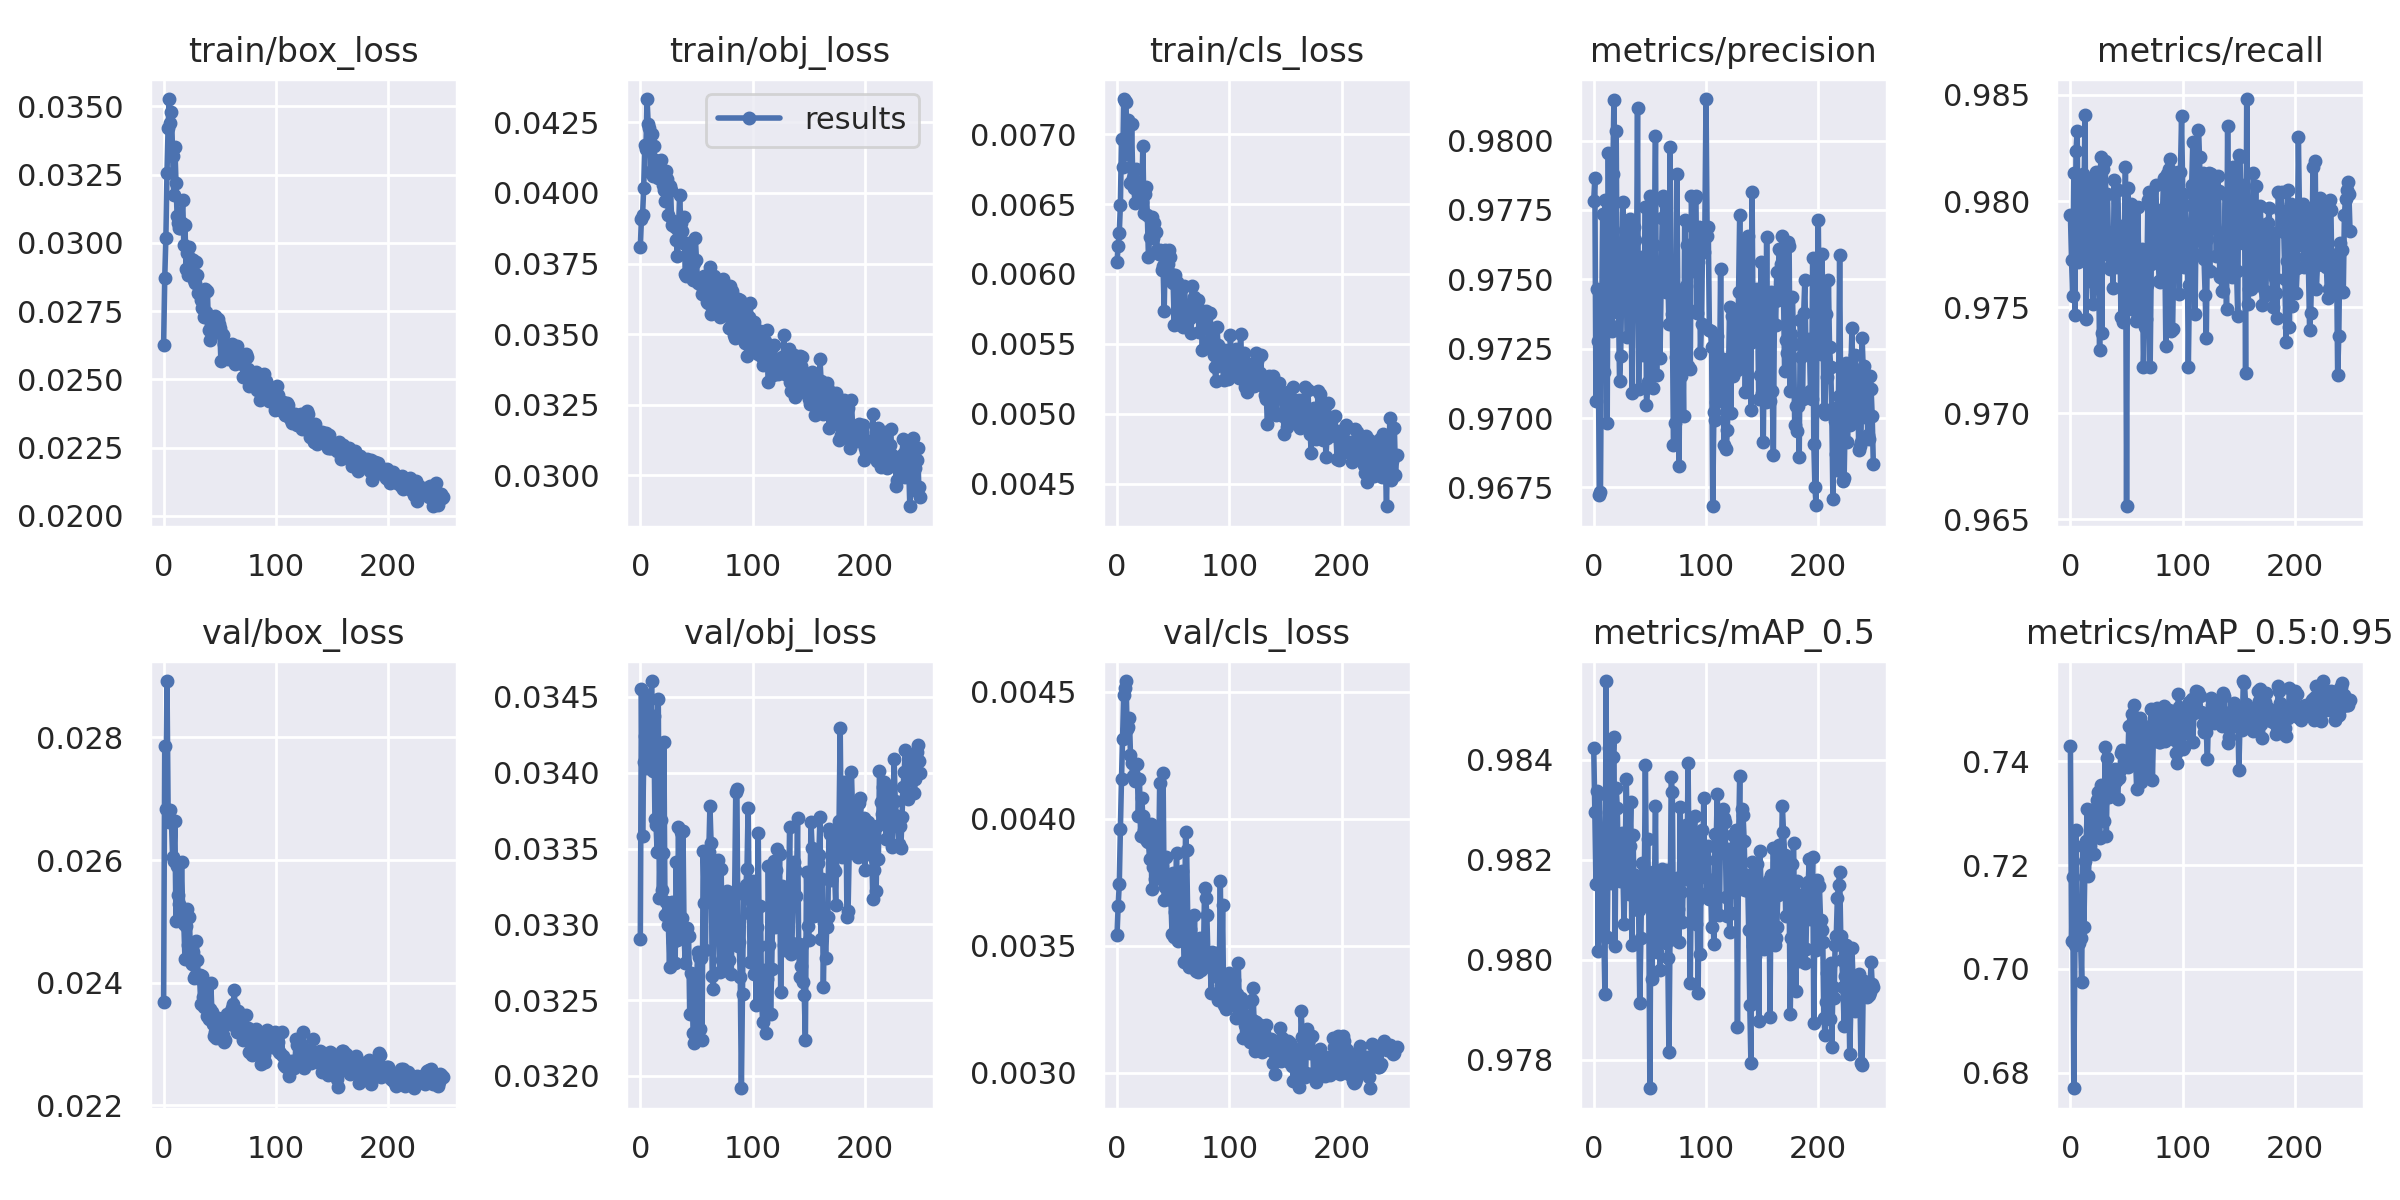 train/box_loss
0.0350
0.0325
0.0300
0.0275
0.0250
0.0225
0.0200
0 100 200
train/obj_loss
results
0.0425
0.0400
0.0375
0.0350
0.0325
0.0300
0 100 200
train/cls_loss
0.0070
0.0065
0.0060
0.0055
0.0050
0.0045
0 100 200
metrics/precision
0.9800
0.9775
0.9750
0.9725
0.9700
0.9675
0 100 200
metrics/recall
0.985
0.980
0.975
0.970
0.965
0 100 200
val/box_loss
0.028
0.026
0.024
0.022
0 100 200
val/obj_loss
0.0345
0.0340
0.0335
0.0330
0.0325
0.0320
0 100 200
val/cls_loss
0.0045
0.0040
0.0035
0.0030
0 100 200
metrics/mAP_0.5
0.984
0.982
0.980
0.978
0 100 200
metrics/mAP_0.5:0.95
0.74
0.72
0.70
0.68
0 100 200